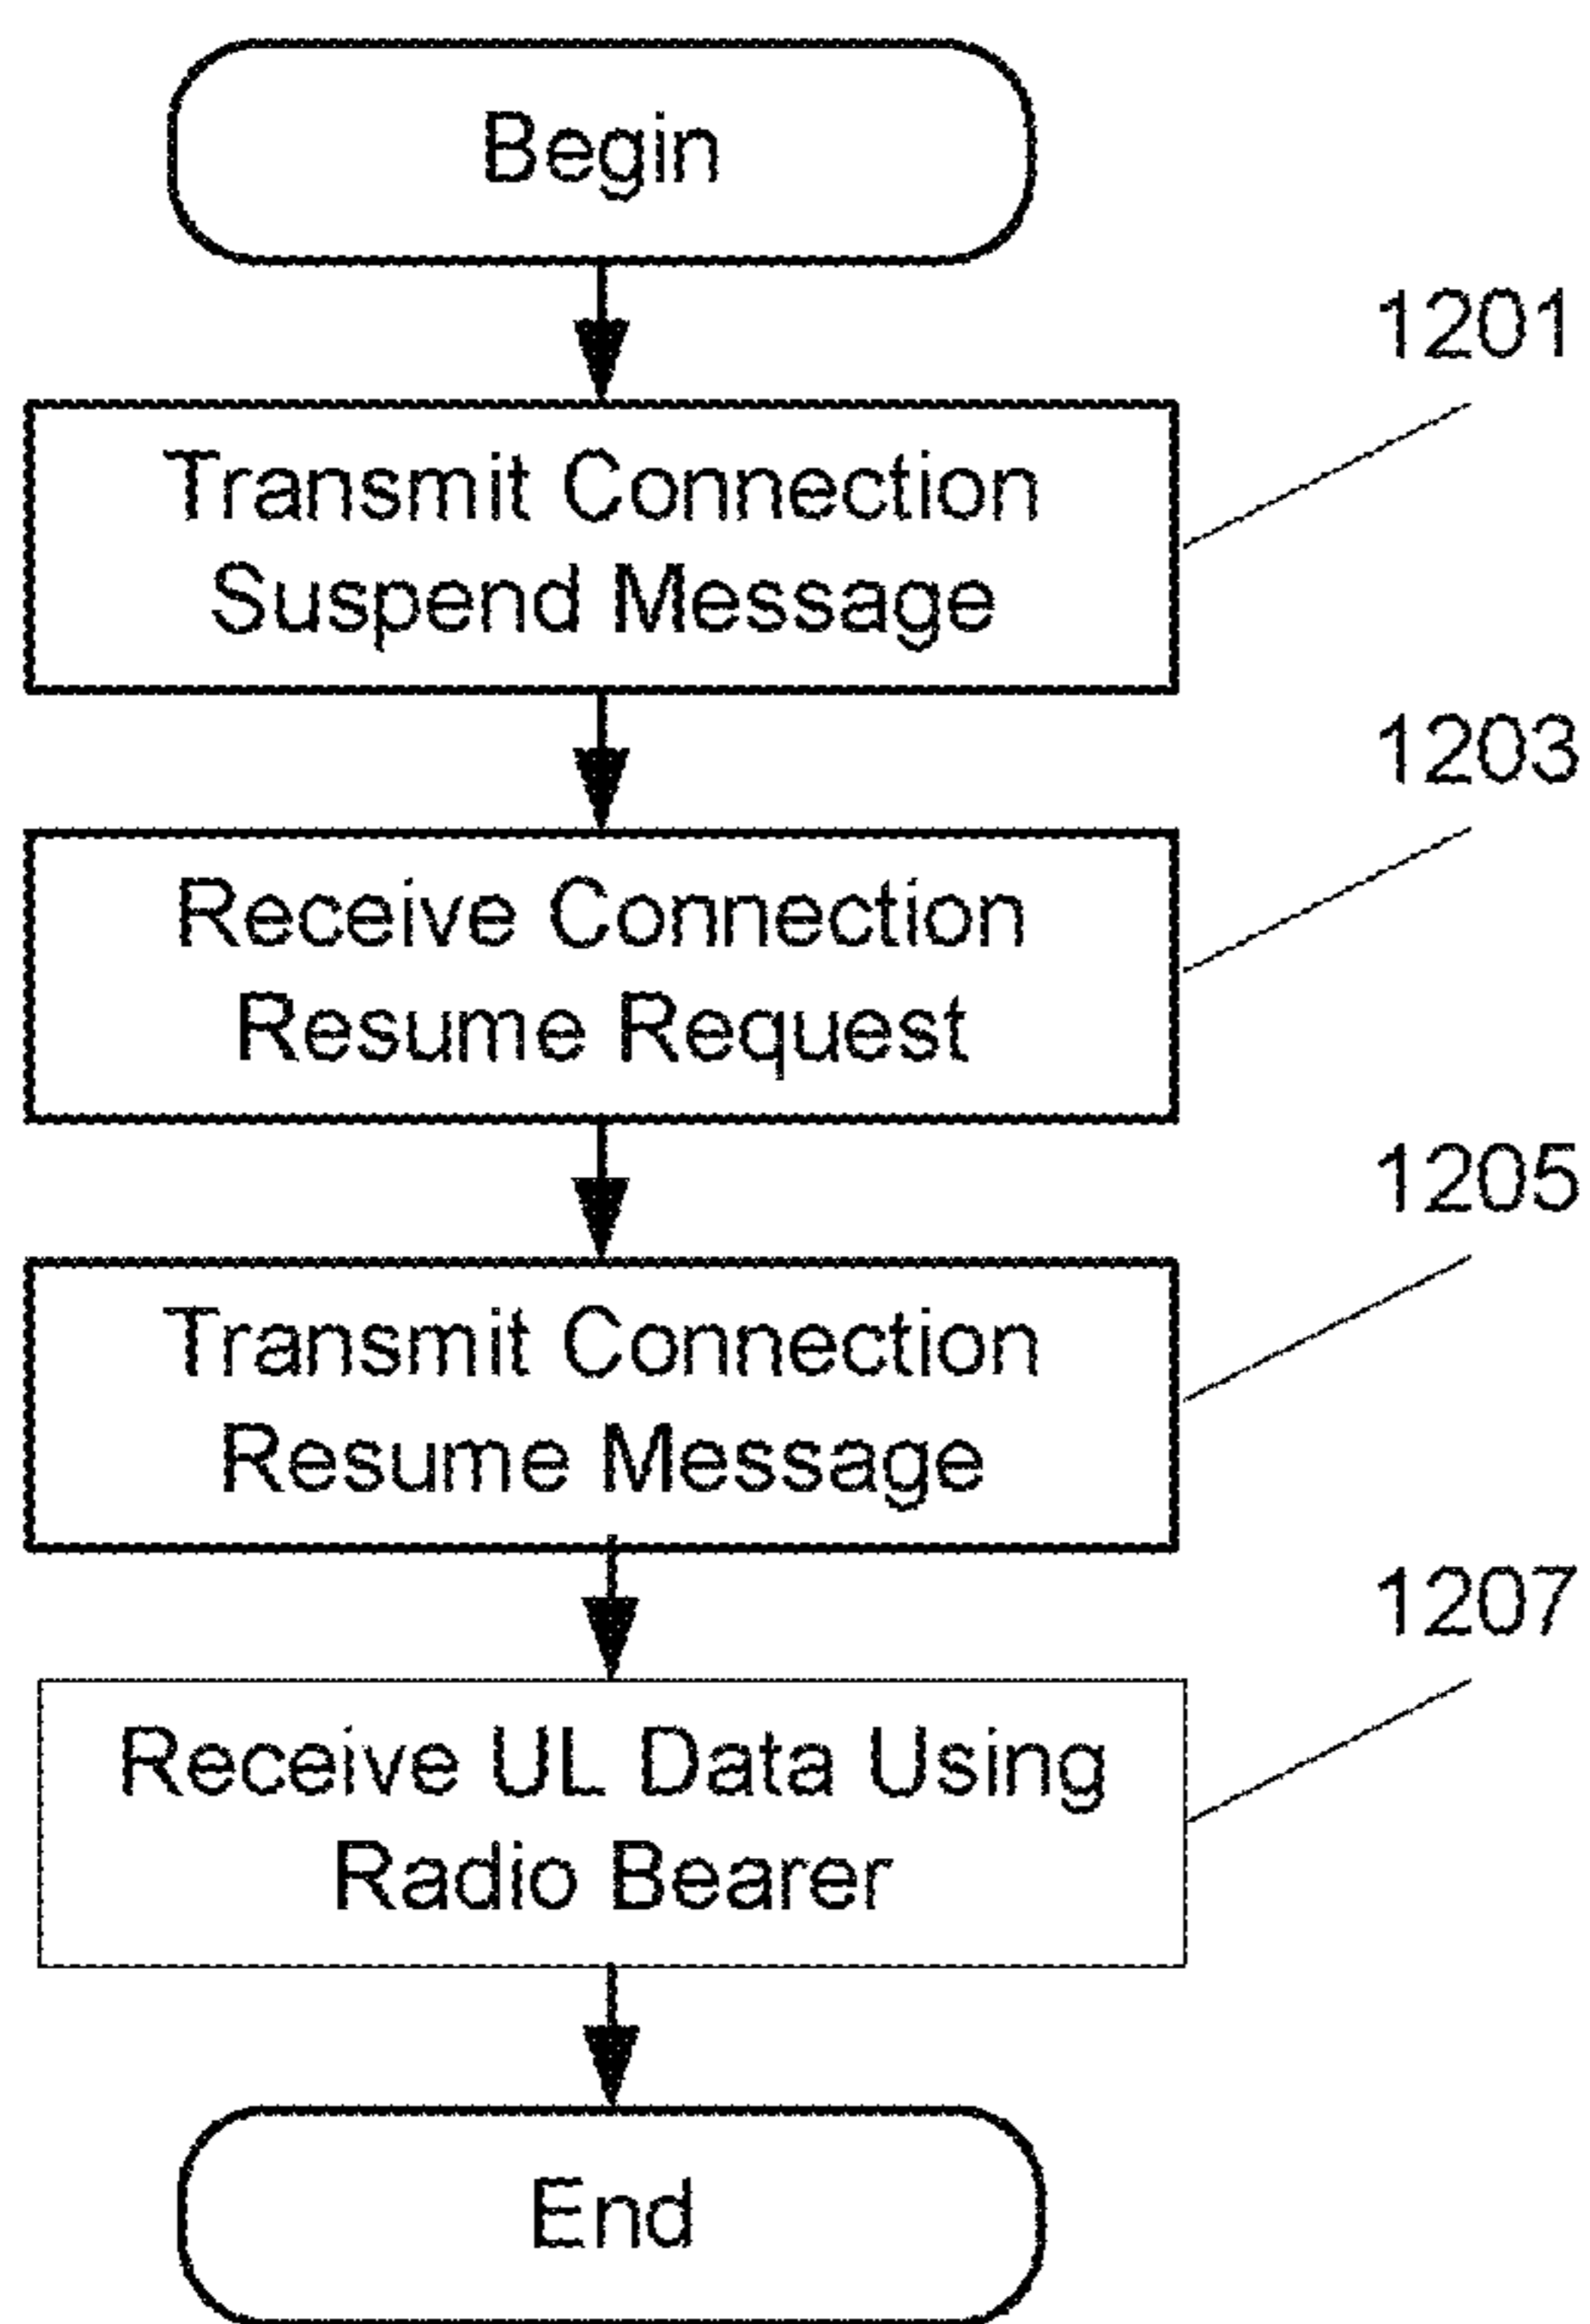 Begin
1201
Transmit Connection
Suspend Message
1203
Receive Connection
Resume Request
1205
Transmit Connection
Resume Message
1207
Receive UL Data Using
Radio Bearer
End